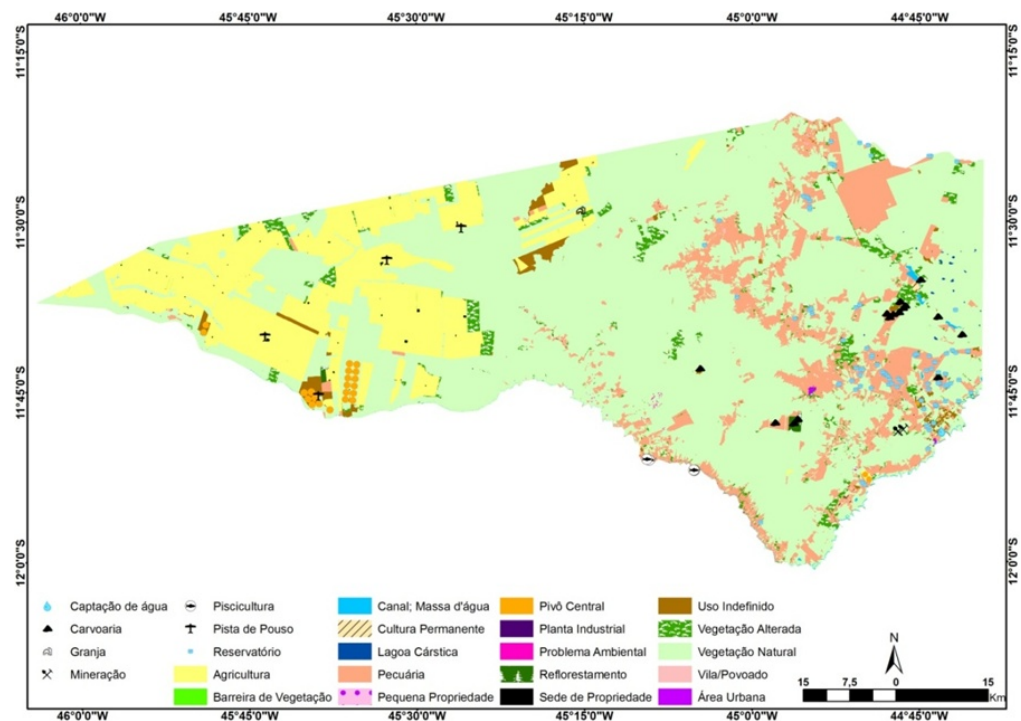 46°0'0"W 45°45'0"W 45°30'0"W 45°15'0"W 45°0'0"W 44°45'0"W
11°15'0"S 11°15'0"S
11°30'0"S 11°30'0"S
11°45'0"S 11°45'0"S
12°0'0"S 12°0'0"S
Captação de água Piscicultura Canal; Massa d'água Pivô Central Uso Indefinido
Carvoaria Pista de Pouso Cultura Permanente Planta Industrial Vegetação Alterada
Granja Reservatório Lagoa Cárstica Problema Ambiental Vegetação Natural
Mineração Agricultura Pecuária Reflorestamento Vila/Povoado
Barreira de Vegetação Pequena Propriedade Sede de Propriedade Área Urbana
N
15 7,5 0 15
Km
46°0'0"W 45°45'0"W 45°30'0"W 45°15'0"W 45°0'0"W 44°45'0"W